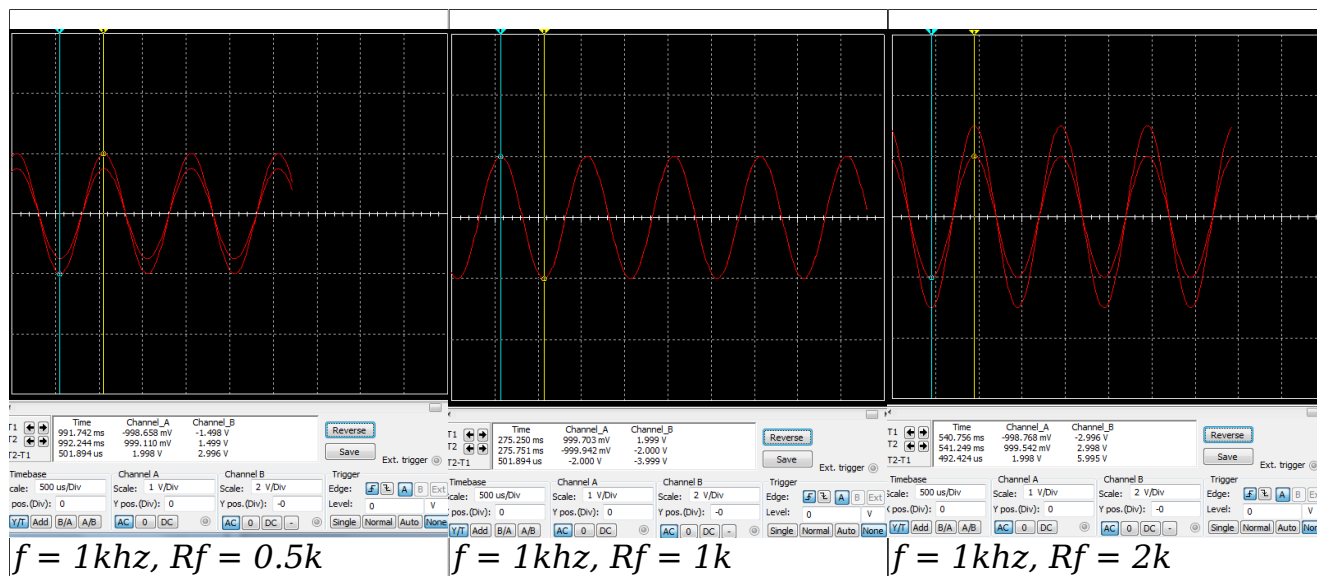 Time Channel_A Channel_B
T1 991.742 ms -998.658 mV -1.498 V
T2 992.244 ms 999.110 mV 1.499 V
T2-T1 501.894 us 1.998 V 2.996 V
Reverse
Save
Ext. trigger
Timebase Channel A Channel B Trigger
Scale: 500 us/Div Scale: 1 V/Div Scale: 2 V/Div Edge: A B Ext
pos.(Div): 0 Y pos.(Div): 0 Y pos.(Div): -0 Level: 0 V
Y/T Add B/A A/B AC 0 DC AC 0 DC - Single Normal Auto None
f = 1khz, Rf = 0.5k
Time Channel_A Channel_B
T1 275.250 ms 999.703 mV 1.999 V
T2 275.751 ms -999.942 mV -2.000 V
T2-T1 501.894 us -2.000 V -3.999 V
Reverse
Save
Ext. trigger
Timebase Channel A Channel B Trigger
Scale: 500 us/Div Scale: 1 V/Div Scale: 2 V/Div Edge: A B Ext
pos.(Div): 0 Y pos.(Div): 0 Y pos.(Div): -0 Level: 0 V
Y/T Add B/A A/B AC 0 DC AC 0 DC - Single Normal Auto None
f = 1khz, Rf = 1k
Time Channel_A Channel_B
T1 540.756 ms -998.768 mV -2.996 V
T2 541.249 ms 999.542 mV 2.998 V
T2-T1 492.424 us 1.998 V 5.995 V
Reverse
Save
Ext. trigger
Timebase Channel A Channel B Trigger
Scale: 500 us/Div Scale: 1 V/Div Scale: 2 V/Div Edge: A B Ext
X pos.(Div): 0 Y pos.(Div): 0 Y pos.(Div): -0 Level: 0 V
Y/T Add B/A A/B AC 0 DC AC 0 DC - Single Normal Auto Non
f = 1khz, Rf = 2k